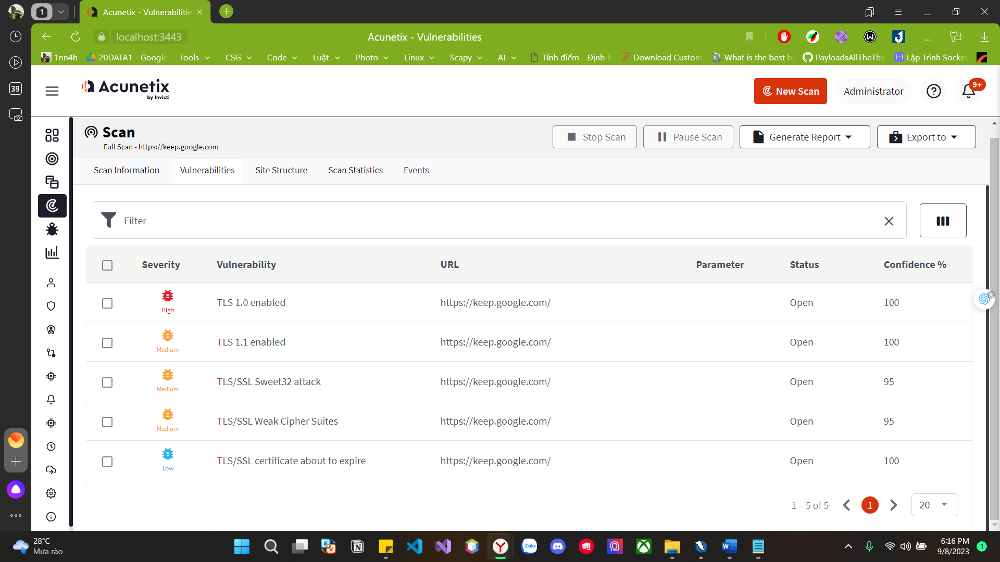 1
Acunetix - Vulnerabilitie
localhost:3443
Acunetix - Vulnerabilities
...
1nn4h
20DATA1 - Google
Tools
CSG
Code
Luật
Photo
Linux
Scapy
AI
Tính điểm - Định h
Download Custom
What is the best b
PayloadsAllTheThi
Lập Trình Socket
39
Acunetix
by Invicti
New Scan
Administrator
9+
Scan
Full Scan - https://keep.google.com
Stop Scan
Pause Scan
Generate Report
Export to
Scan Information
Vulnerabilities
Site Structure
Scan Statistics
Events
Filter
Severity Vulnerability URL Parameter Status Confidence %
High TLS 1.0 enabled https://keep.google.com/ Open 100
Medium TLS 1.1 enabled https://keep.google.com/ Open 100
Medium TLS/SSL Sweet32 attack https://keep.google.com/ Open 95
Medium TLS/SSL Weak Cipher Suites https://keep.google.com/ Open 95
Low TLS/SSL certificate about to expire https://keep.google.com/ Open 100
1 – 5 of 5
1
20
28°C
Mưa rào
Zalo
6:16 PM
9/8/2023
1